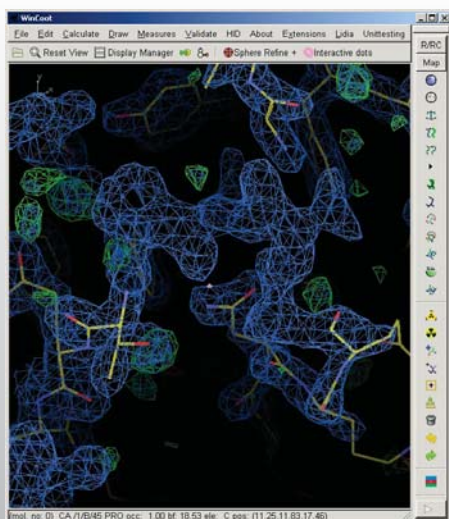 WinCoot
File Edit Calculate Draw Measures Validate HID About Extensions Lidia Unittesting
Reset View Display Manager Sphere Refine + Interactive dots
R/RC
Map
(mol. no: 0) CA /1/B/45 PRO occ: 1.00 bf: 18.53 ele: C pos: (11.25,11.83,17.46)